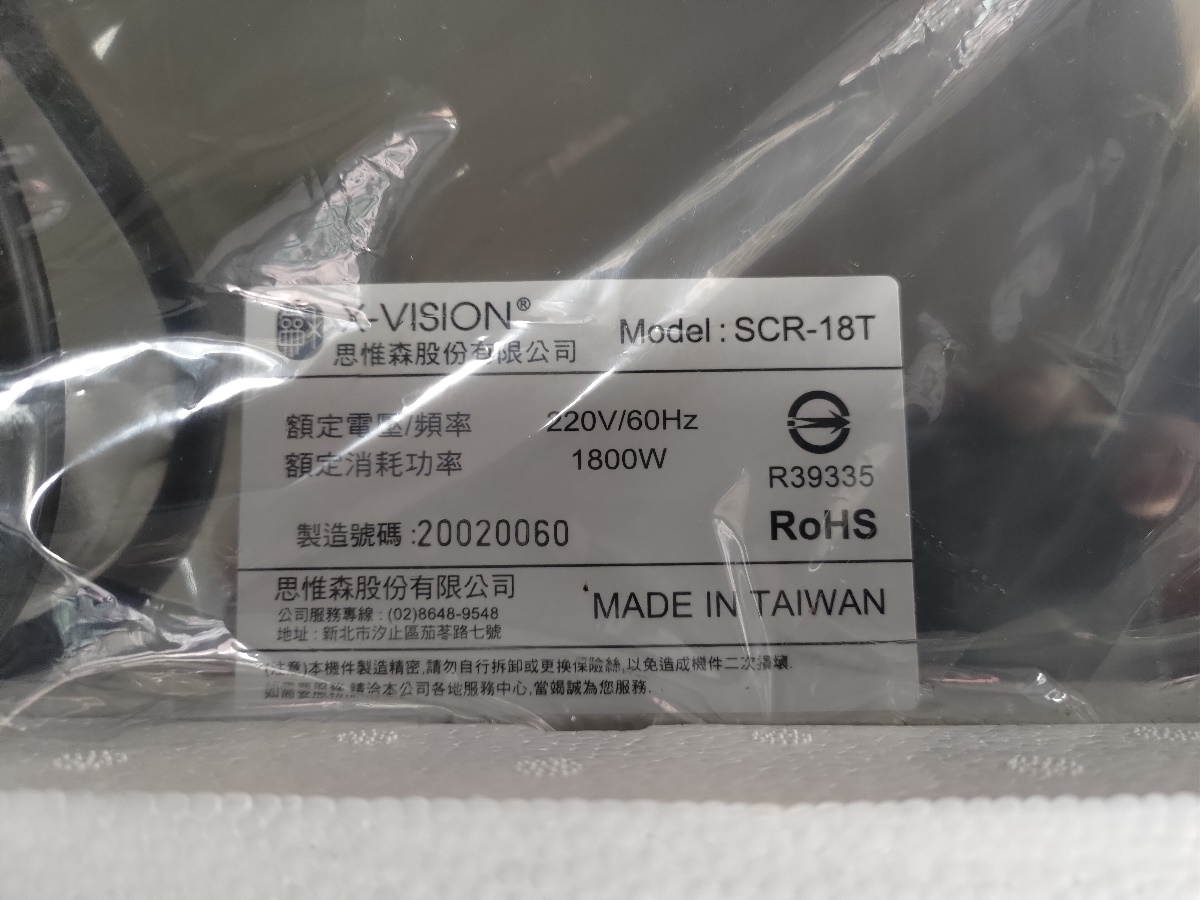 X-VISION®
思惟森股份有限公司
Model : SCR-18T
額定電壓/頻率 220V/60Hz
額定消耗功率 1800W
R39335
製造號碼 :20020060
RoHS
思惟森股份有限公司
公司服務專線 : (02)8648-9548
地址 : 新北市汐止區茄苳路七號
MADE IN TAIWAN
(注意)本機件製造精密,請勿自行拆卸或更換保險絲,以免造成機件二次損壞.
如需要服務,請洽本公司各地服務中心,當竭誠為您服務.